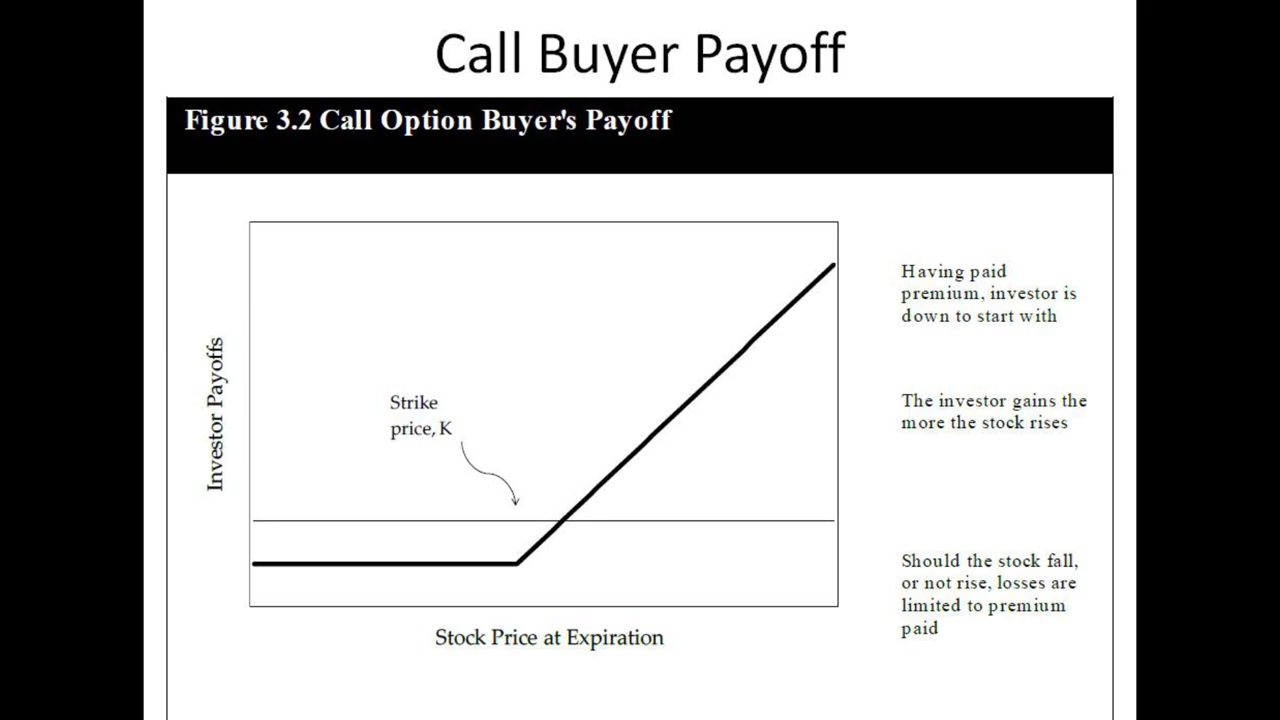 Call Buyer Payoff
Figure 3.2 Call Option Buyer's Payoff
Investor Payoffs
Strike
price, K
Stock Price at Expiration
Having paid
premium, investor is
down to start with
The investor gains the
more the stock rises
Should the stock fall,
or not rise, losses are
limited to premium
paid